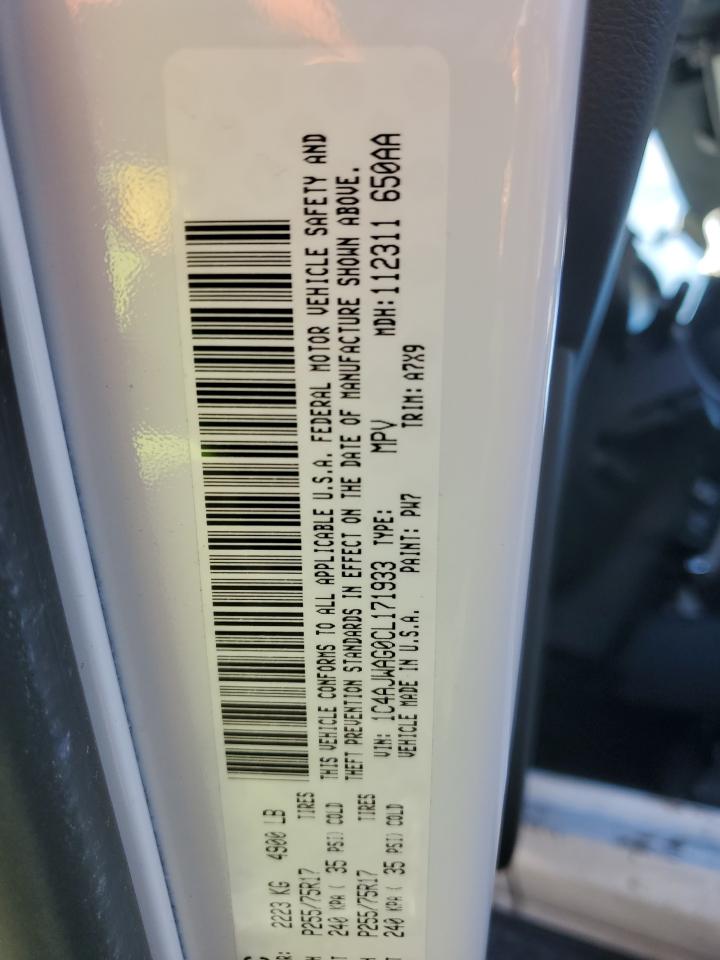 THIS VEHICLE CONFORMS TO ALL APPLICABLE U.S.A. FEDERAL MOTOR VEHICLE SAFETY AND
THEFT PREVENTION STANDARDS IN EFFECT ON THE DATE OF MANUFACTURE SHOWN ABOVE.
VIN: 1C4AJWAG0CL171933 TYPE: MPV MDH: 112311 650AA
VEHICLE MADE IN U.S.A. PAINT: PW7 TRIM: A7X9
R: 2223 KG 4900 LB
P255/75R17 TIRES
240 KPA ( 35 PSI) COLD
P255/75R17 TIRES
240 KPA ( 35 PSI) COLD